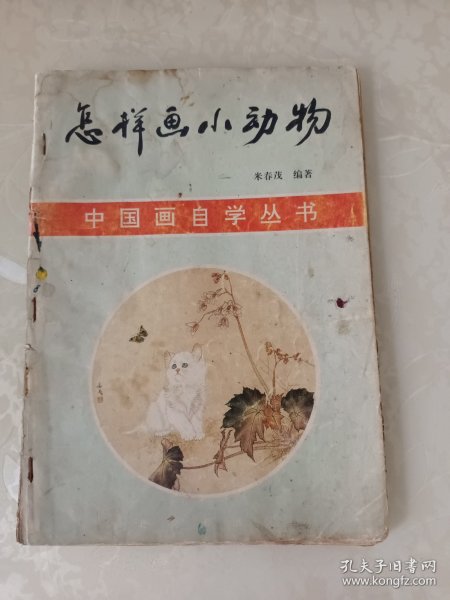 怎样画小动物
米春茂 编著
中国画自学丛书
孔夫子旧书网
www.kongfz.com